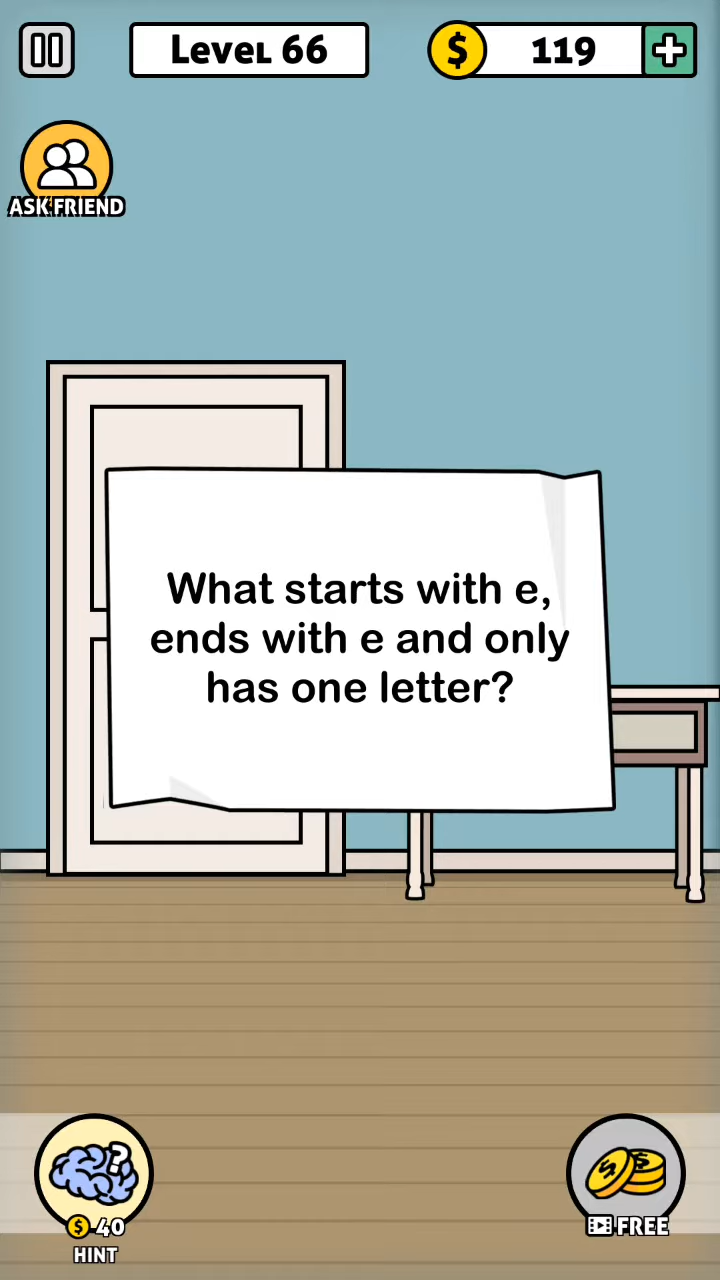 Level 66
$ 119
ASK FRIEND
What starts with e,
ends with e and only
has one letter?
?
$ $
$ 40
HINT
FREE